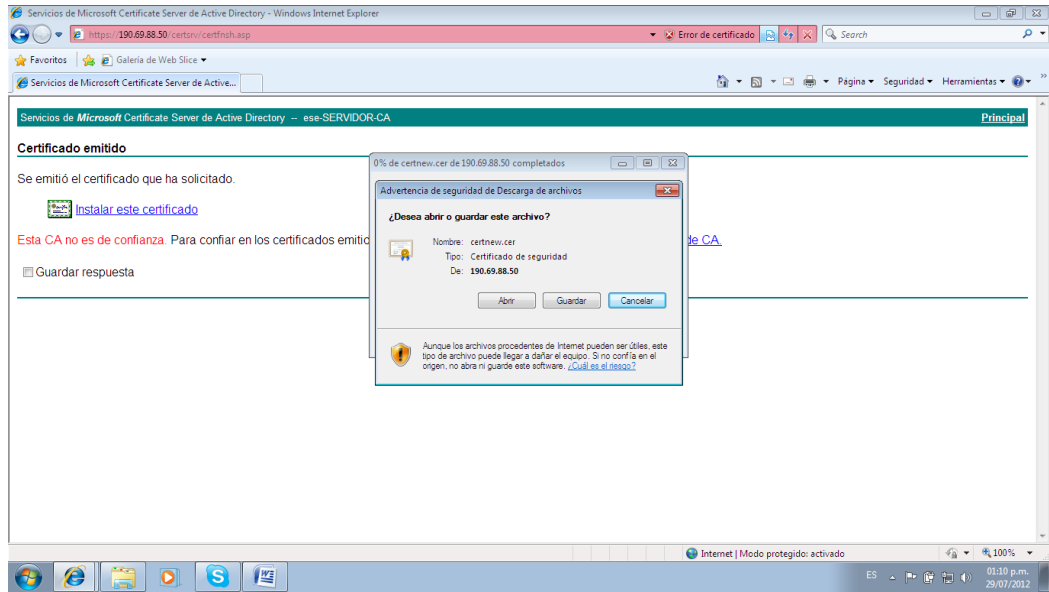 Servicios de Microsoft Certificate Server de Active Directory - Windows Internet Explorer
https://190.69.88.50/certsrv/certfnsh.asp
Error de certificado
Search
Favoritos
Galería de Web Slice
Servicios de Microsoft Certificate Server de Active...
Página
Seguridad
Herramientas
»
Servicios de Microsoft Certificate Server de Active Directory -- ese-SERVIDOR-CA
Principal
Certificado emitido
Se emitió el certificado que ha solicitado.
Instalar este certificado
Esta CA no es de confianza. Para confiar en los certificados emitid
de CA.
Guardar respuesta
0% de certnew.cer de 190.69.88.50 completados
Advertencia de seguridad de Descarga de archivos
¿Desea abrir o guardar este archivo?
Nombre: certnew.cer
Tipo: Certificado de seguridad
De: 190.69.88.50
Abrir
Guardar
Cancelar
Aunque los archivos procedentes de Internet pueden ser útiles, este
tipo de archivo puede llegar a dañar el equipo. Si no confía en el
origen, no abra ni guarde este software. ¿Cuál es el riesgo?
Internet | Modo protegido: activado
100%
ES
01:10 p.m.
29/07/2012